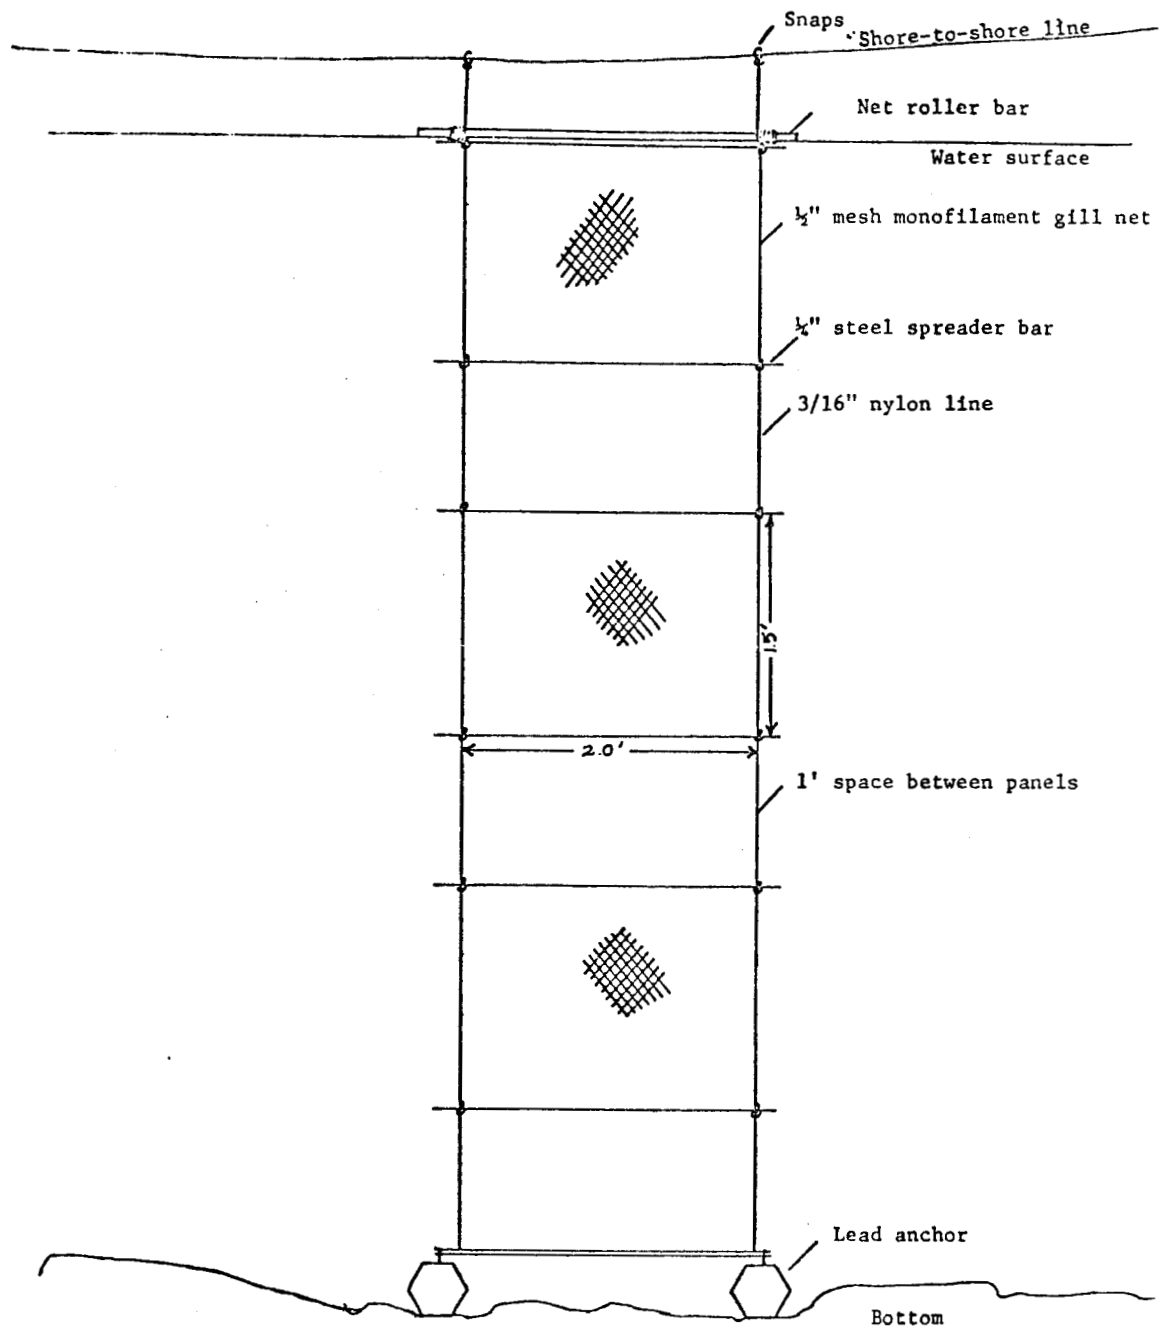 Snaps
Shore-to-shore line
Net roller bar
Water surface
½" mesh monofilament gill net
¼" steel spreader bar
3/16" nylon line
1.5'
2.0'
1' space between panels
Lead anchor
Bottom